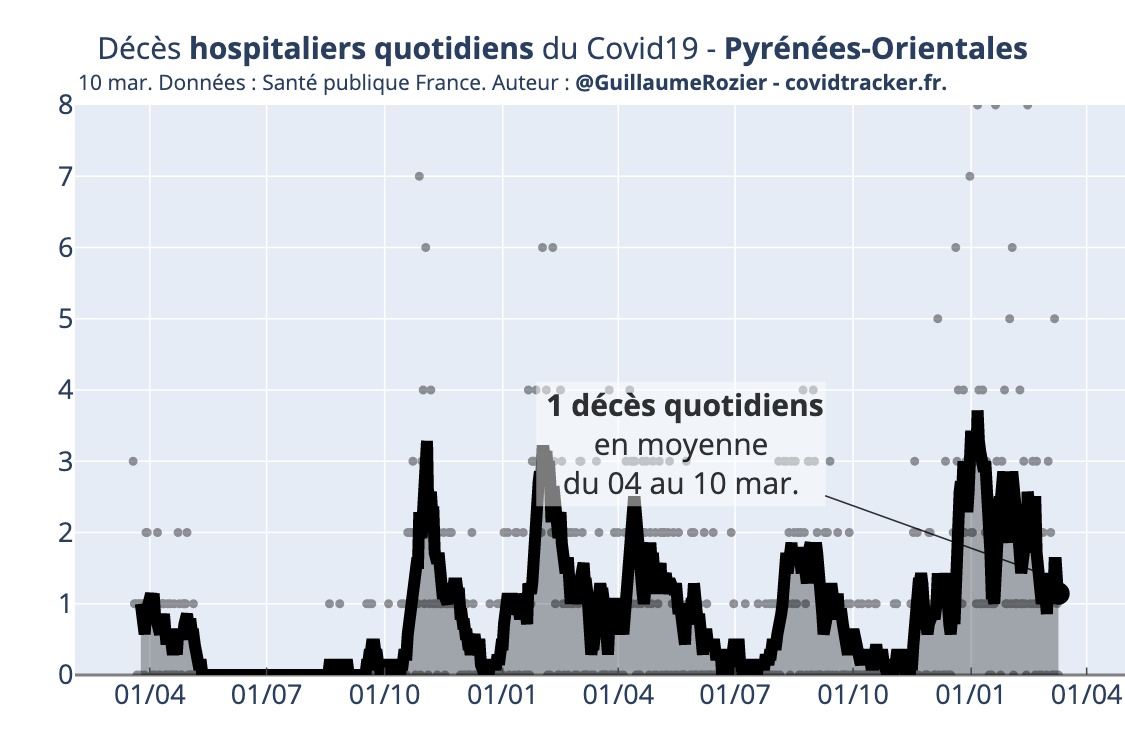 Décès hospitaliers quotidiens du Covid19 - Pyrénées-Orientales
10 mar. Données : Santé publique France. Auteur : @GuillaumeRozier - covidtracker.fr.
8
7
6
5
4
1 décès quotidiens
en moyenne
3
du 04 au 10 mar.
2
1
0
01/04 01/07 01/10 01/01 01/04 01/07 01/10 01/01 01/04